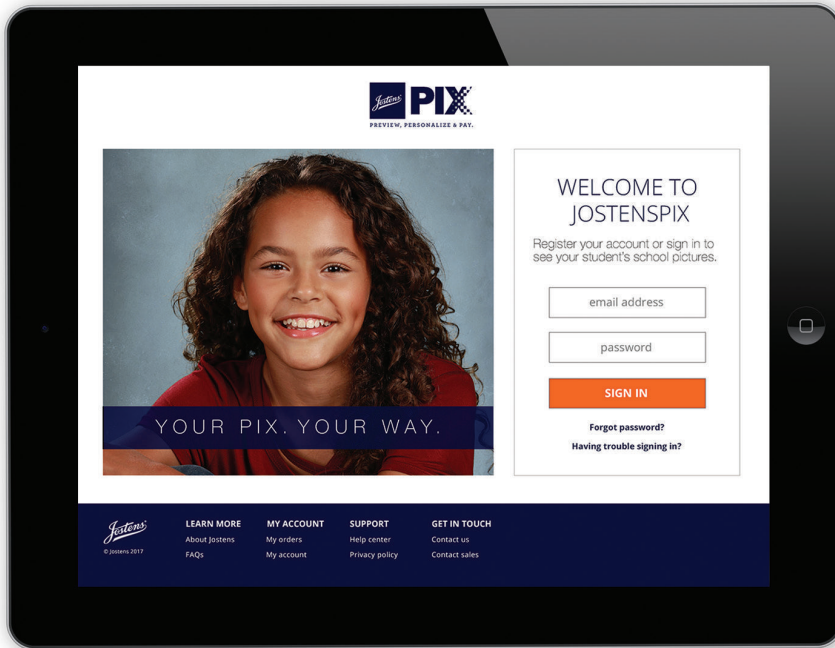 Jostens
PIX
PREVIEW, PERSONALIZE & PAY.
YOUR PIX. YOUR WAY.
WELCOME TO
JOSTENSPIX
Register your account or sign in to
see your student's school pictures.
email address
password
SIGN IN
Forgot password?
Having trouble signing in?
Jostens
© Jostens 2017
LEARN MORE
About Jostens
FAQs
MY ACCOUNT
My orders
My account
SUPPORT
Help center
Privacy policy
GET IN TOUCH
Contact us
Contact sales